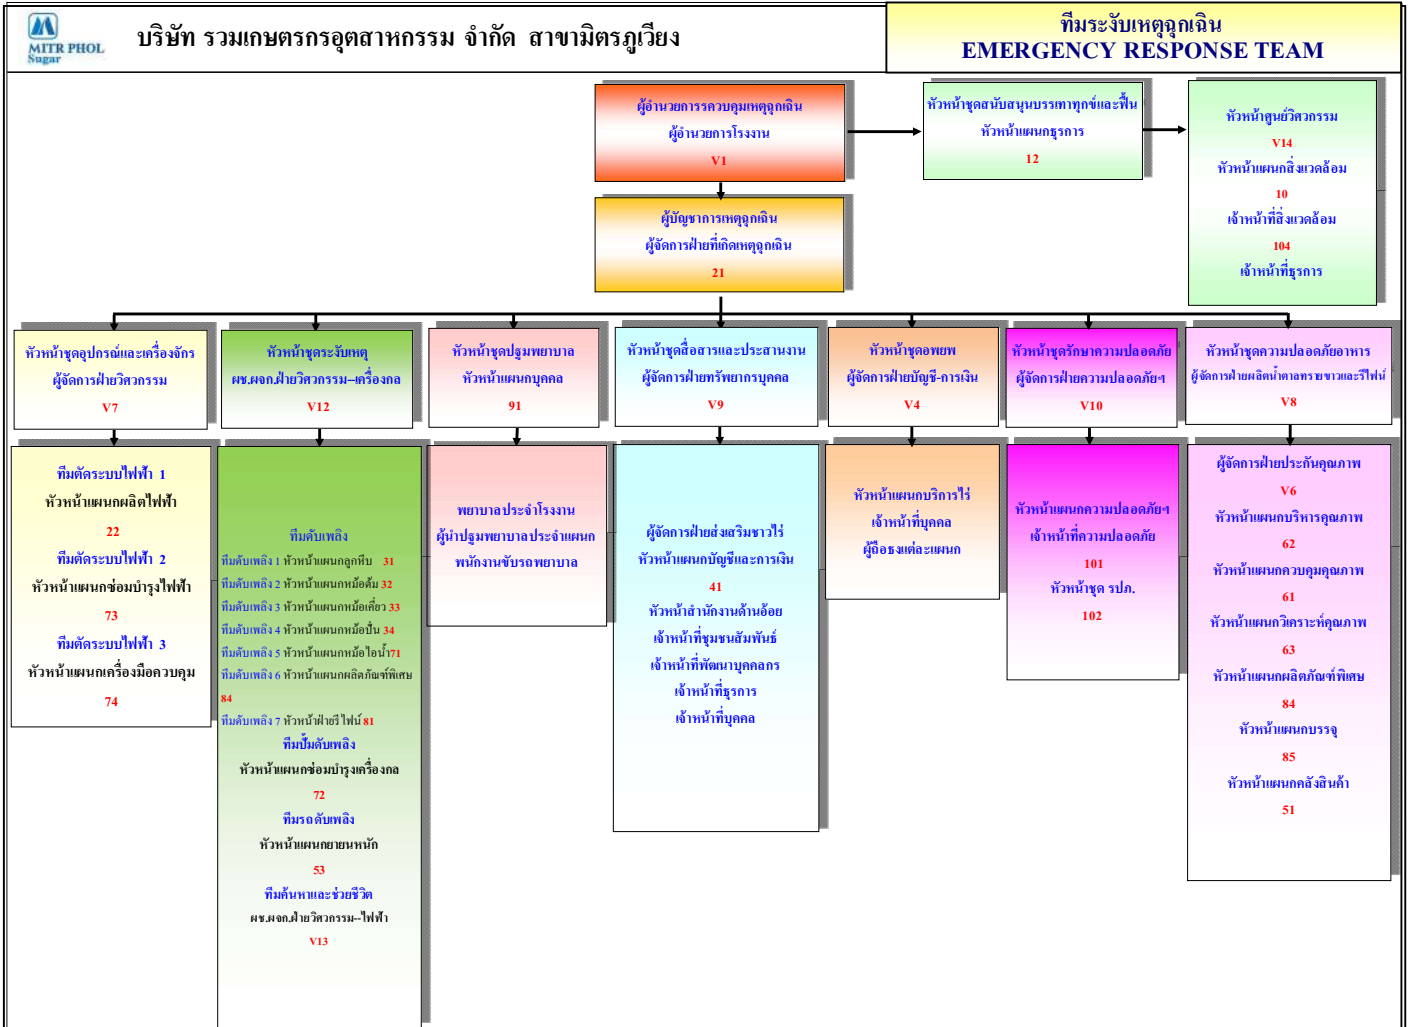 MITR PHOL
Sugar
บริษัท รวมเกษตรกรอุตสาหกรรม จำกัด สาขามิตรภูเวียง
ทีมระงับเหตุฉุกเฉิน
EMERGENCY RESPONSE TEAM
ผู้อำนวยการรควบคุมเหตุฉุกเฉิน
ผู้อำนวยการโรงงาน
V1
หัวหน้าชุดสนับสนุนบรรเทาทุกข์และฟื้น
หัวหน้าแผนกธุรการ
12
หัวหน้าศูนย์วิศวกรรม
V14
หัวหน้าแผนกสิ่งแวดล้อม
10
เจ้าหน้าที่สิ่งแวดล้อม
104
เจ้าหน้าที่ธุรการ
ผู้บัญชาการเหตุฉุกเฉิน
ผู้จัดการฝ่ายที่เกิดเหตุฉุกเฉิน
21
หัวหน้าชุดอุปกรณ์และเครื่องจักร
ผู้จัดการฝ่ายวิศวกรรม
V7
หัวหน้าชุดระงับเหตุ
ผช.ผจก.ฝ่ายวิศวกรรม--เครื่องกล
V12
หัวหน้าชุดปฐมพยาบาล
หัวหน้าแผนกบุคคล
91
หัวหน้าชุดสื่อสารและประสานงาน
ผู้จัดการฝ่ายทรัพยากรบุคคล
V9
หัวหน้าชุดอพยพ
ผู้จัดการฝ่ายบัญชี-การเงิน
V4
หัวหน้าชุดรักษาความปลอดภัย
ผู้จัดการฝ่ายความปลอดภัยฯ
V10
หัวหน้าชุดความปลอดภัยอาหาร
ผู้จัดการฝ่ายผลิตน้ำตาลทรายขาวและรีไฟน์
V8
ทีมตัดระบบไฟฟ้า 1
หัวหน้าแผนกผลิตไฟฟ้า
22
ทีมตัดระบบไฟฟ้า 2
หัวหน้าแผนกซ่อมบำรุงไฟฟ้า
73
ทีมตัดระบบไฟฟ้า 3
หัวหน้าแผนกเครื่องมือควบคุม
74
ทีมดับเพลิง
ทีมดับเพลิง 1 หัวหน้าแผนกลูกหีบ 31
ทีมดับเพลิง 2 หัวหน้าแผนกหม้อต้ม 32
ทีมดับเพลิง 3 หัวหน้าแผนกหม้อเคี่ยว 33
ทีมดับเพลิง 4 หัวหน้าแผนกหม้อปั่น 34
ทีมดับเพลิง 5 หัวหน้าแผนกหม้อไอน้ำ71
ทีมดับเพลิง 6 หัวหน้าแผนกผลิตภัณฑ์พิเศษ
84
ทีมดับเพลิง 7 หัวหน้าฝ่ายรีไฟน์ 81
ทีมปั๊มดับเพลิง
หัวหน้าแผนกซ่อมบำรุงเครื่องกล
72
ทีมรถดับเพลิง
หัวหน้าแผนกยายนหนัก
53
ทีมค้นหาและช่วยชีวิต
ผช.ผจก.ฝ่ายวิศวกรรม--ไฟฟ้า
V13
พยาบาลประจำโรงงาน
ผู้นำปฐมพยาบาลประจำแผนก
พนักงานขับรถพยาบาล
ผู้จัดการฝ่ายส่งเสริมชาวไร่
หัวหน้าแผนกบัญชีและการเงิน
41
หัวหน้าสำนักงานด้านอ้อย
เจ้าหน้าที่ชุมชนสัมพันธ์
เจ้าหน้าที่พัฒนาบุคคลกร
เจ้าหน้าที่ธุรการ
เจ้าหน้าที่บุคคล
หัวหน้าแผนกบริการไร่
เจ้าหน้าที่บุคคล
ผู้ถือธงแต่ละแผนก
หัวหน้าแผนกความปลอดภัยฯ
เจ้าหน้าที่ความปลอดภัย
101
หัวหน้าชุด รปภ.
102
ผู้จัดการฝ่ายประกันคุณภาพ
V6
หัวหน้าแผนกบริหารคุณภาพ
62
หัวหน้าแผนกควบคุมคุณภาพ
61
หัวหน้าแผนกวิเคราะห์คุณภาพ
63
หัวหน้าแผนกผลิตภัณฑ์พิเศษ
84
หัวหน้าแผนกบรรจุ
85
หัวหน้าแผนกคลังสินค้า
51